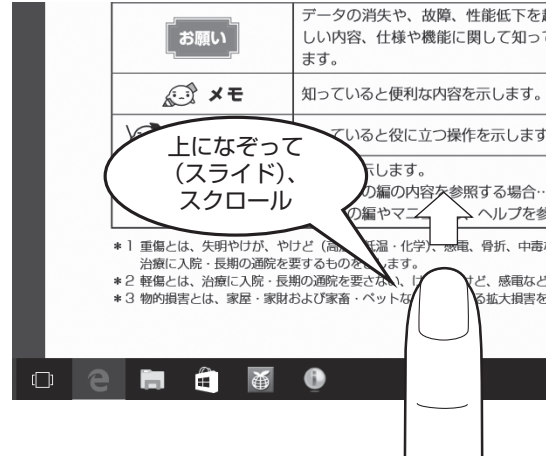 お願い
データの消失や、故障、性能低下を
しい内容、仕様や機能に関して知って
ます。
メモ
知っていると便利な内容を示します。
ていると役に立つ操作を示します
上になぞって
（スライド）、
スクロール
示します。
の編の内容を参照する場合…
の編やマニ ヘルプを参
＊1 重傷とは、失明やけが、やけど（高 低温・化学）、感電、骨折、中毒
治療に入院・長期の通院を要するものを します。
＊2 軽傷とは、治療に入院・長期の通院を要さない、け けど、感電など
＊3 物的損害とは、家屋・家財および家畜・ペット る拡大損害を